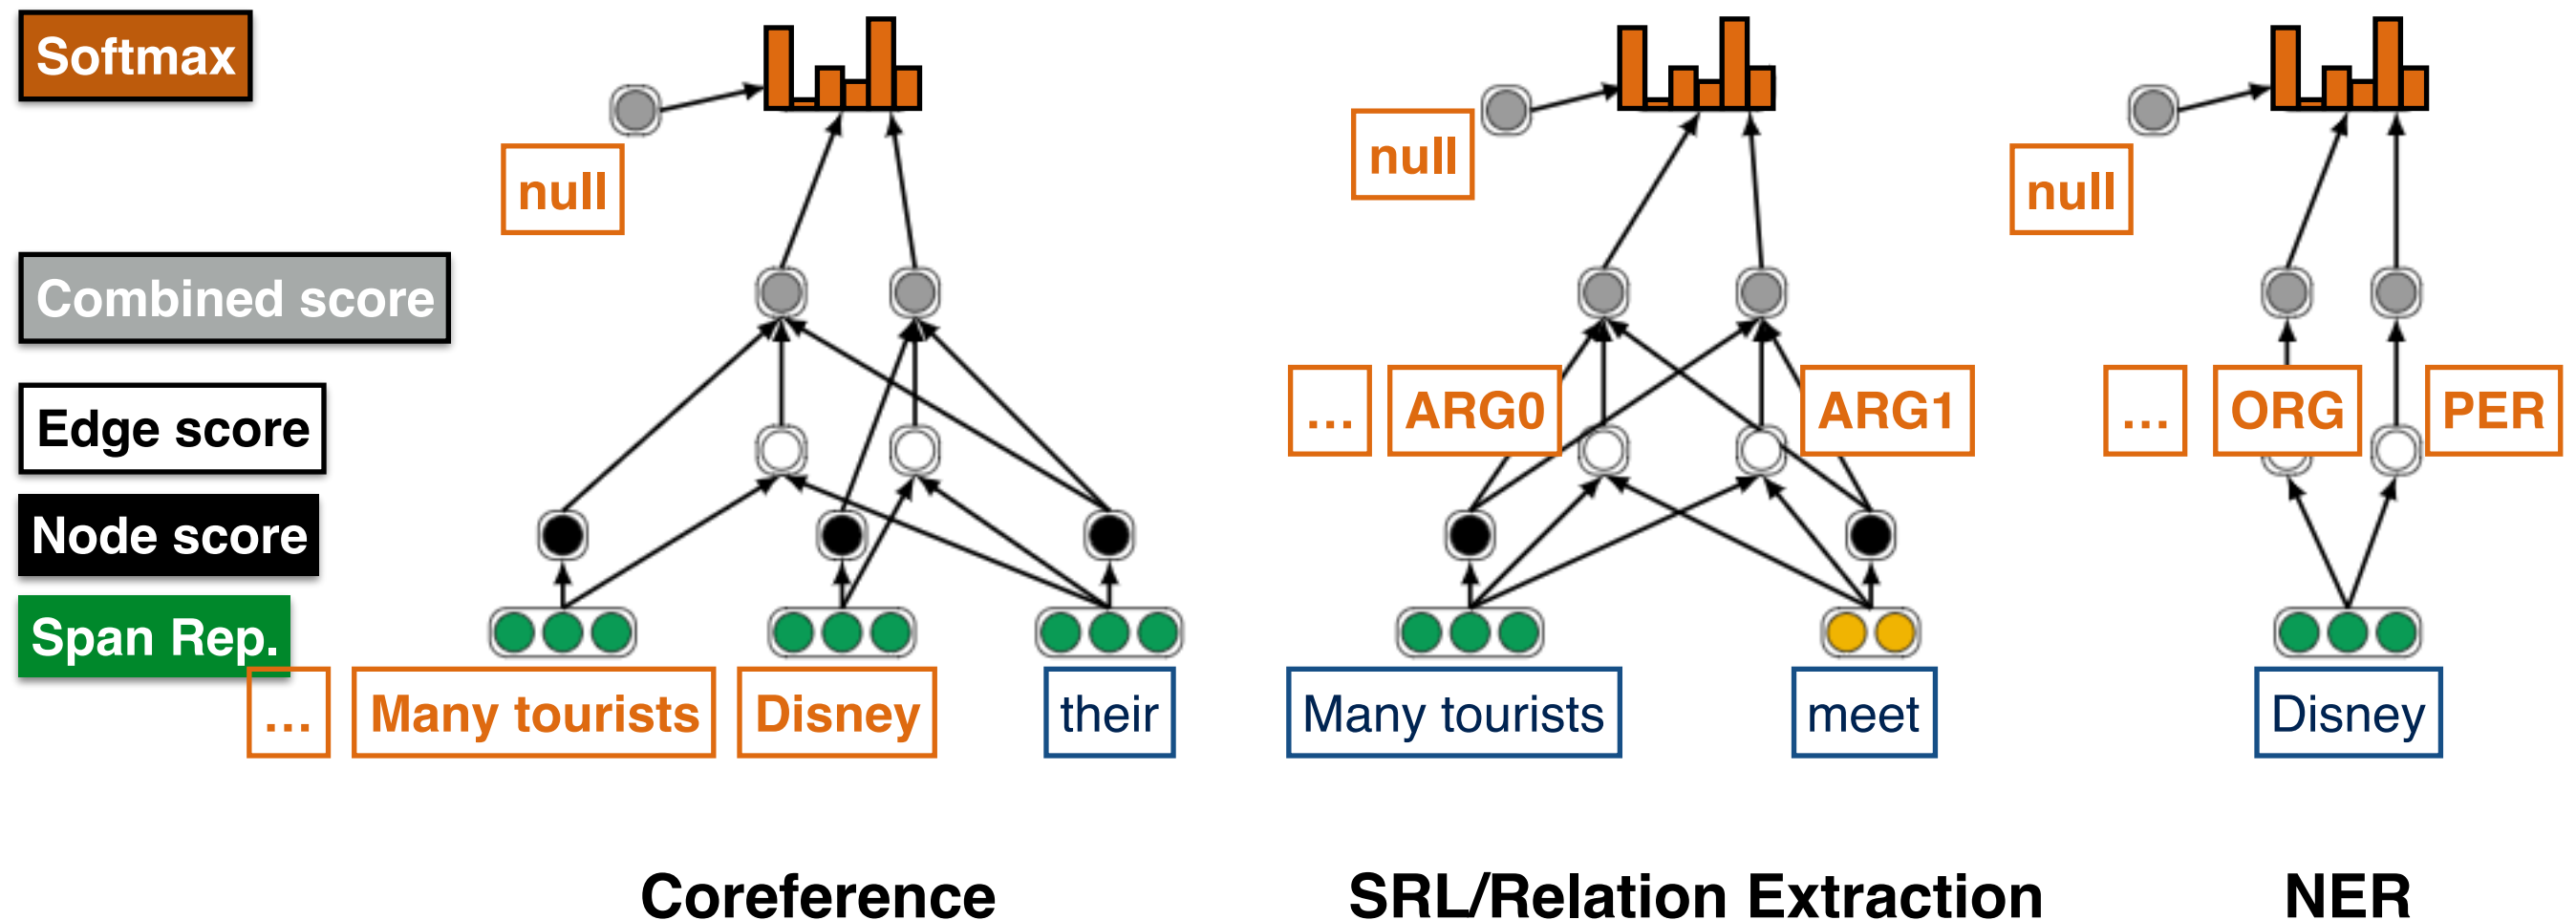 Softmax
null
null
null
Combined score
Edge score
… ARG0 ARG1
… ORG PER
Node score
Span Rep.
… Many tourists Disney their
Many tourists meet
Disney
Coreference
SRL/Relation Extraction
NER